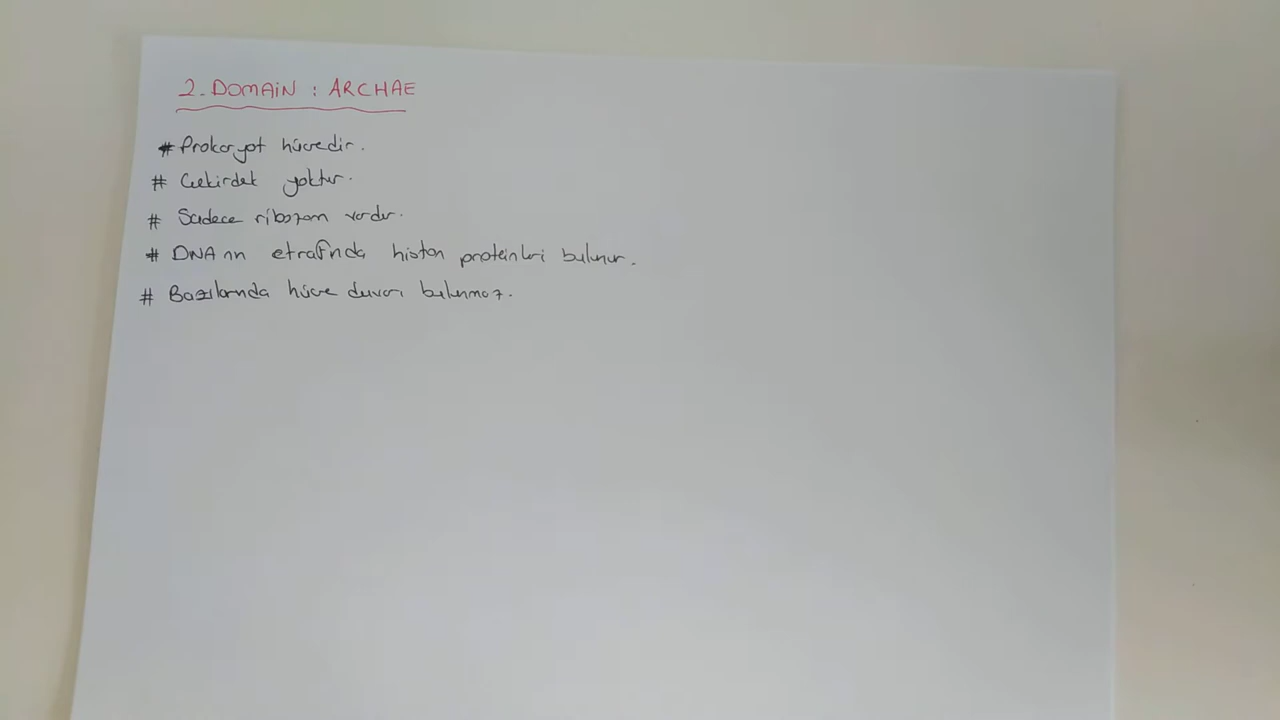 2. DOMAIN : ARCHAE
# Prokaryot hücredir.
# Çekirdek yoktur.
# Sadece ribozom vardır.
# DNA nın etrafında histon proteinleri bulunur.
# Bazılarında hücre duvarı bulunmaz.